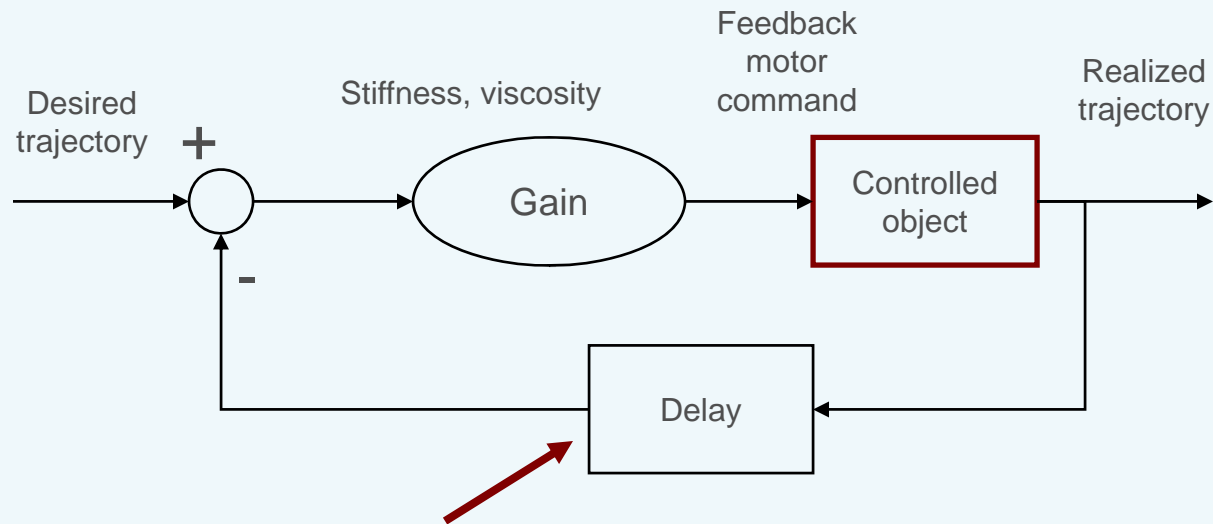 Feedback
motor
command
Realized
trajectory
Stiffness, viscosity
Desired
trajectory
+
Gain
Controlled
object
-
Delay